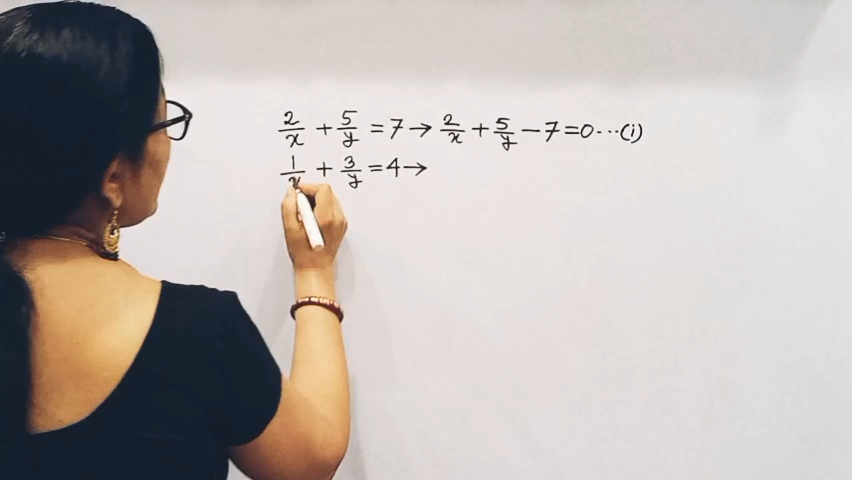 2/x + 5/y = 7 → 2/x + 5/y − 7 = 0 ⋯ (i)
1/x + 3/y = 4 →